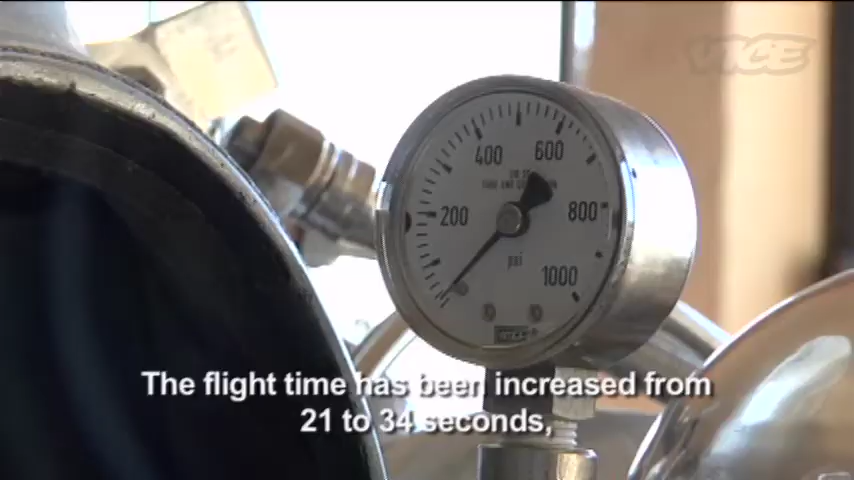 VICE
400
600
200
800
psi
1000
The flight time has been increased from
21 to 34 seconds,